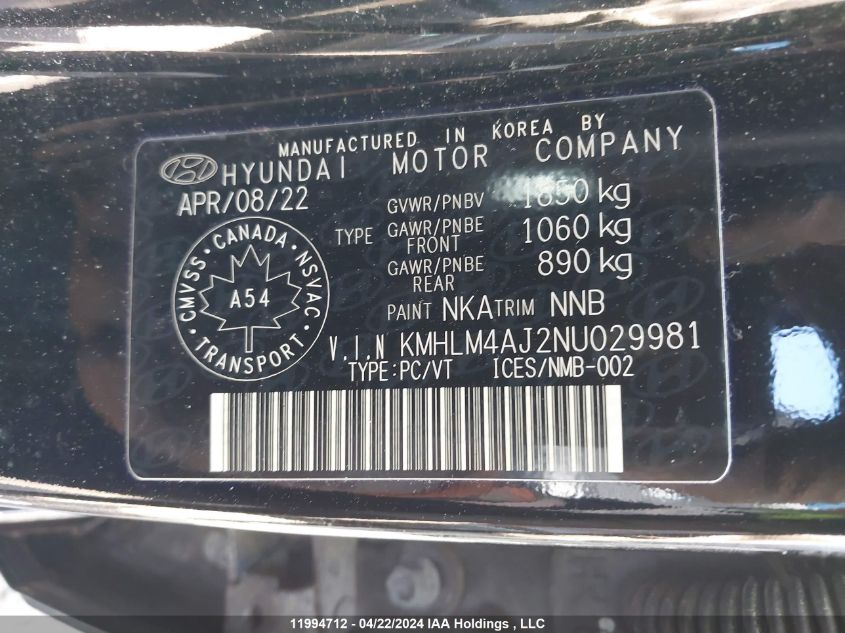 MANUFACTURED IN KOREA BY
HYUNDAI MOTOR COMPANY
APR/08/22
GVWR/PNBV 1850 kg
TYPE GAWR/PNBE FRONT 1060 kg
GAWR/PNBE REAR 890 kg
CMVSS · CANADA · NSVAC · TRANSPORT ·
A54
PAINT NKA TRIM NNB
V.I.N KMHLM4AJ2NU029981
TYPE:PC/VT ICES/NMB-002
11994712 - 04/22/2024 IAA Holdings , LLC